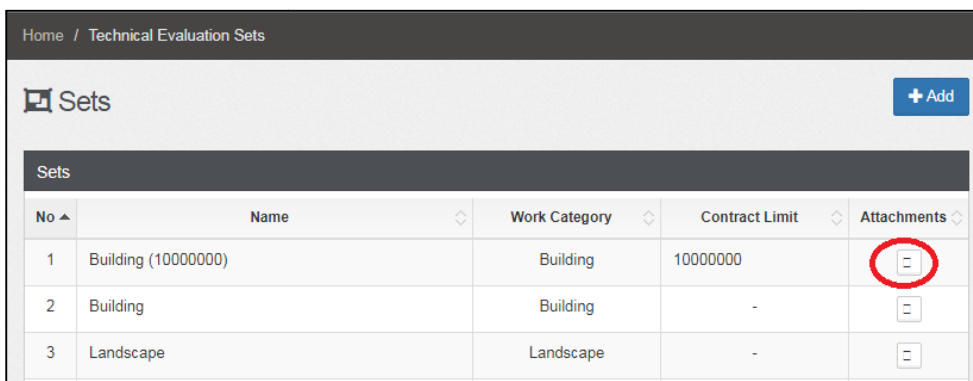 Home / Technical Evaluation Sets
Sets
+ Add
Sets
No Name Work Category Contract Limit Attachments
1 Building (10000000) Building 10000000
2 Building Building -
3 Landscape Landscape -